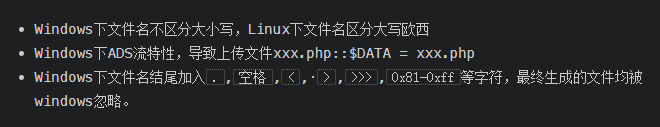 Windows下文件名不区分大小写，Linux下文件名区分大写欧西
Windows下ADS流特性，导致上传文件xxx.php::$DATA = xxx.php
Windows下文件名结尾加入.,空格,<,·>,>>>,0x81-0xff等字符，最终生成的文件均被
windows忽略。